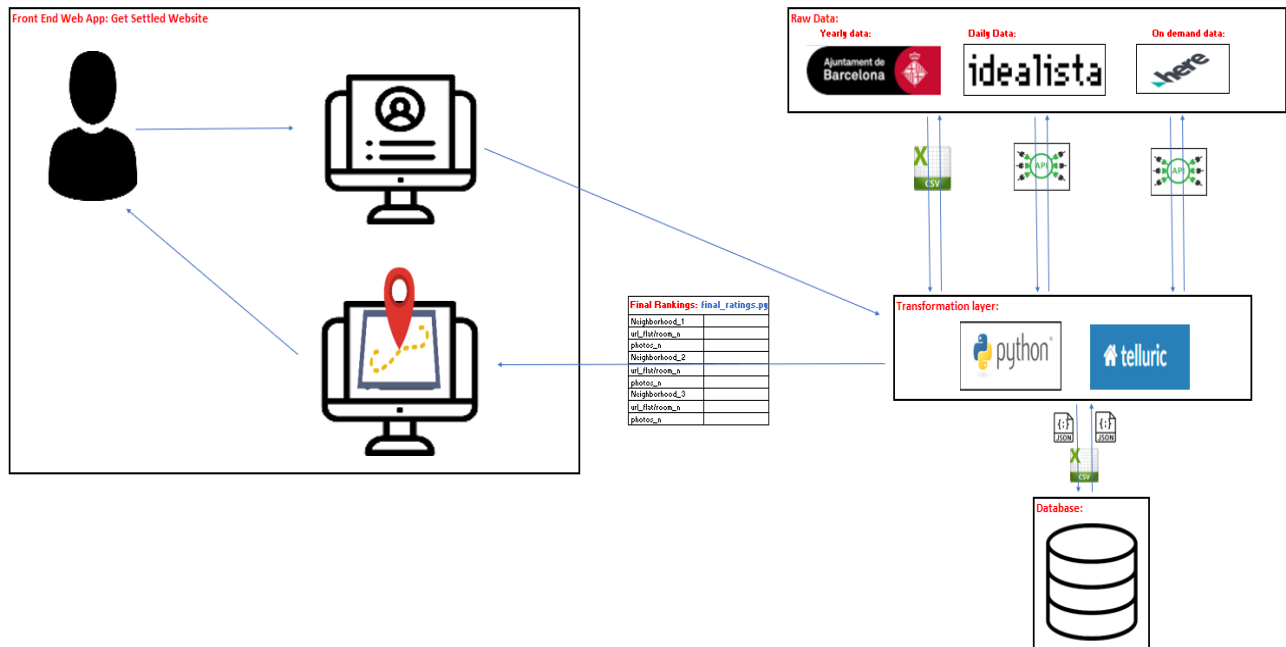 Front End Web App: Get Settled Website
Raw Data:
Yearly data:
Daily Data:
On demand data:
Ajuntament de
Barcelona
idealista
here
CSV
API
API
Final Rankings: final_ratings.py
Neighborhood_1
url_flat/room_n
photos_n
Neighborhood_2
url_flat/room_n
photos_n
Neighborhood_3
url_flat/room_n
photos_n
Transformation layer:
python
telluric
{;}
JSON
{;}
JSON
X
CSV
Database: